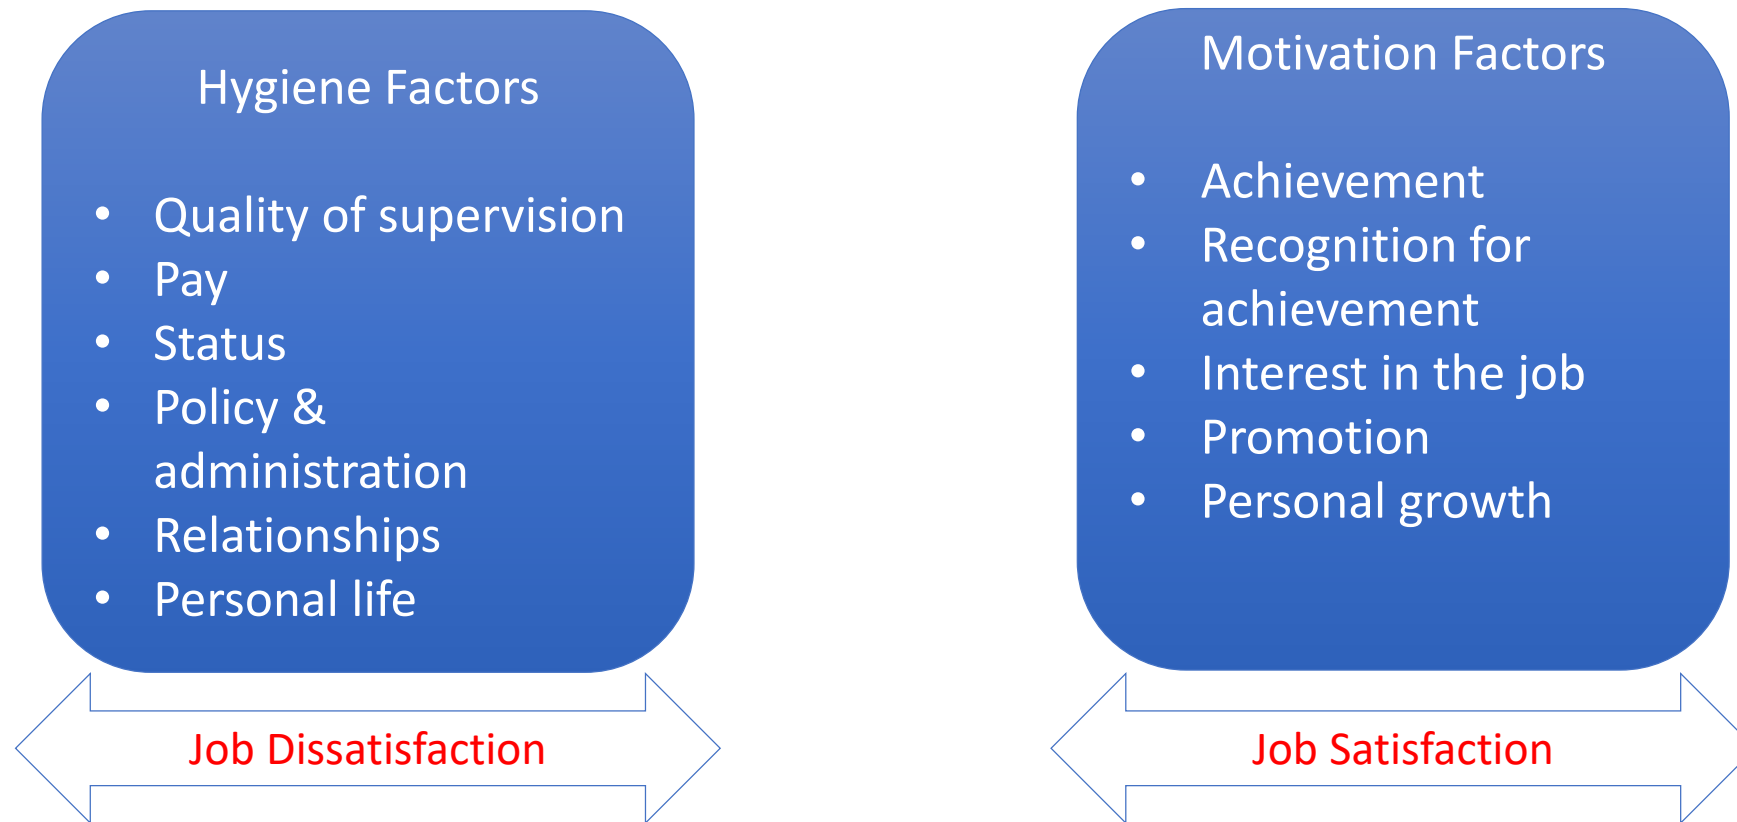 Hygiene Factors
• Quality of supervision
• Pay
• Status
• Policy &
administration
• Relationships
• Personal life
Job Dissatisfaction
Motivation Factors
• Achievement
• Recognition for
achievement
• Interest in the job
• Promotion
• Personal growth
Job Satisfaction